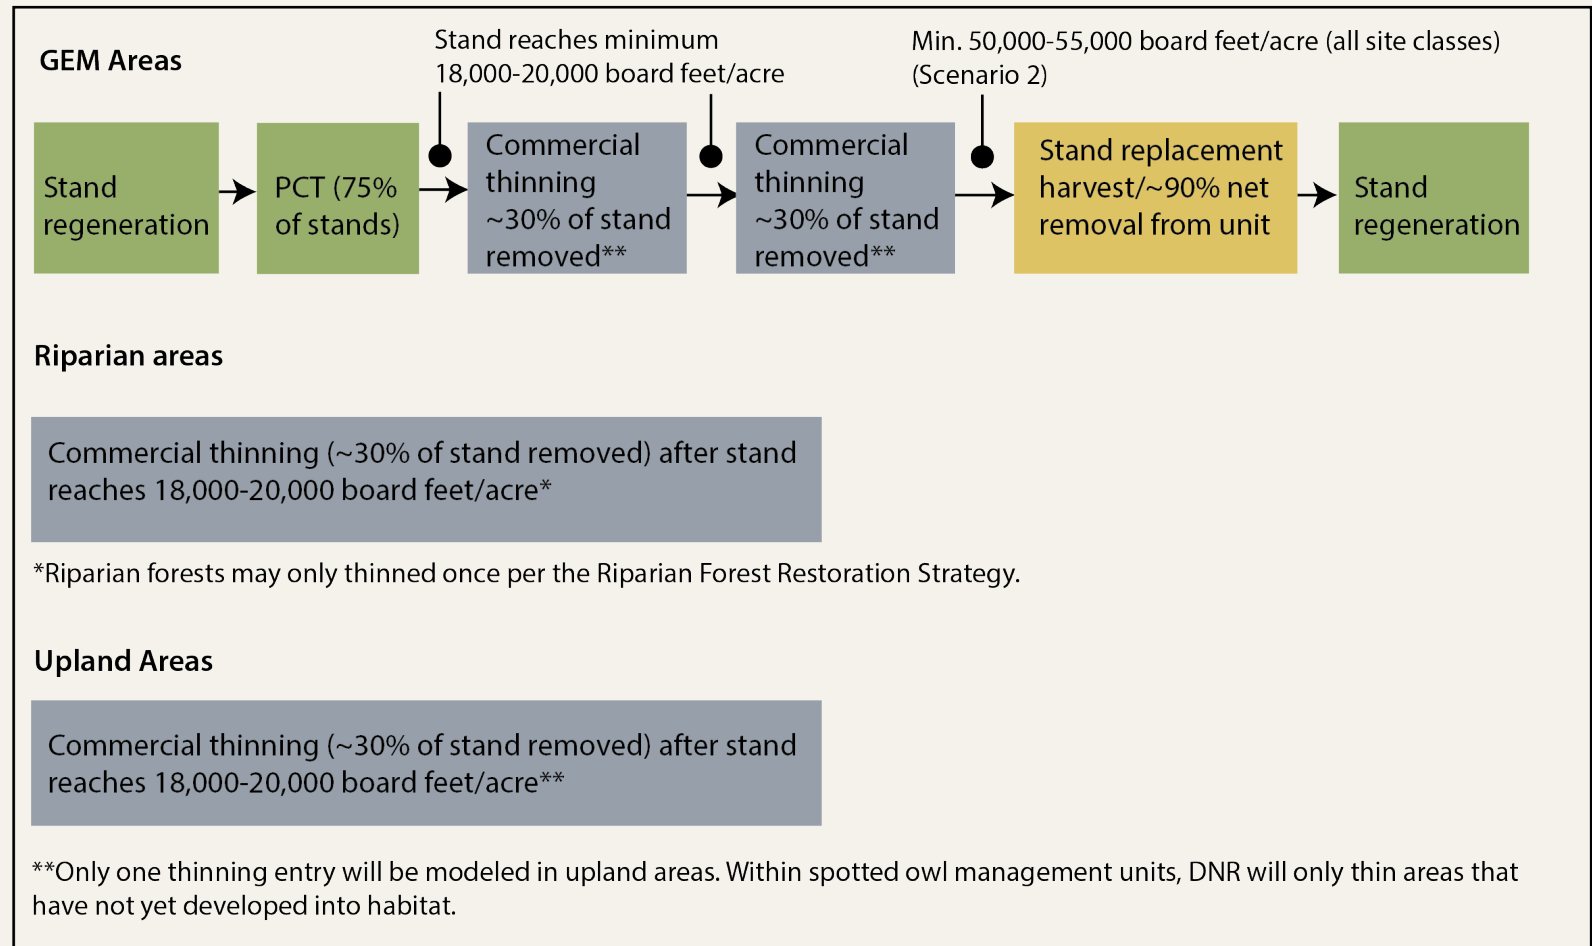 GEM Areas
Stand reaches minimum
18,000-20,000 board feet/acre
Min. 50,000-55,000 board feet/acre (all site classes)
(Scenario 2)
Stand
regeneration
PCT (75%
of stands)
Commercial
thinning
~30% of stand
removed**
Commercial
thinning
~30% of stand
removed**
Stand replacement
harvest/~90% net
removal from unit
Stand
regeneration
Riparian areas
Commercial thinning (~30% of stand removed) after stand
reaches 18,000-20,000 board feet/acre*
*Riparian forests may only thinned once per the Riparian Forest Restoration Strategy.
Upland Areas
Commercial thinning (~30% of stand removed) after stand
reaches 18,000-20,000 board feet/acre**
**Only one thinning entry will be modeled in upland areas. Within spotted owl management units, DNR will only thin areas that
have not yet developed into habitat.